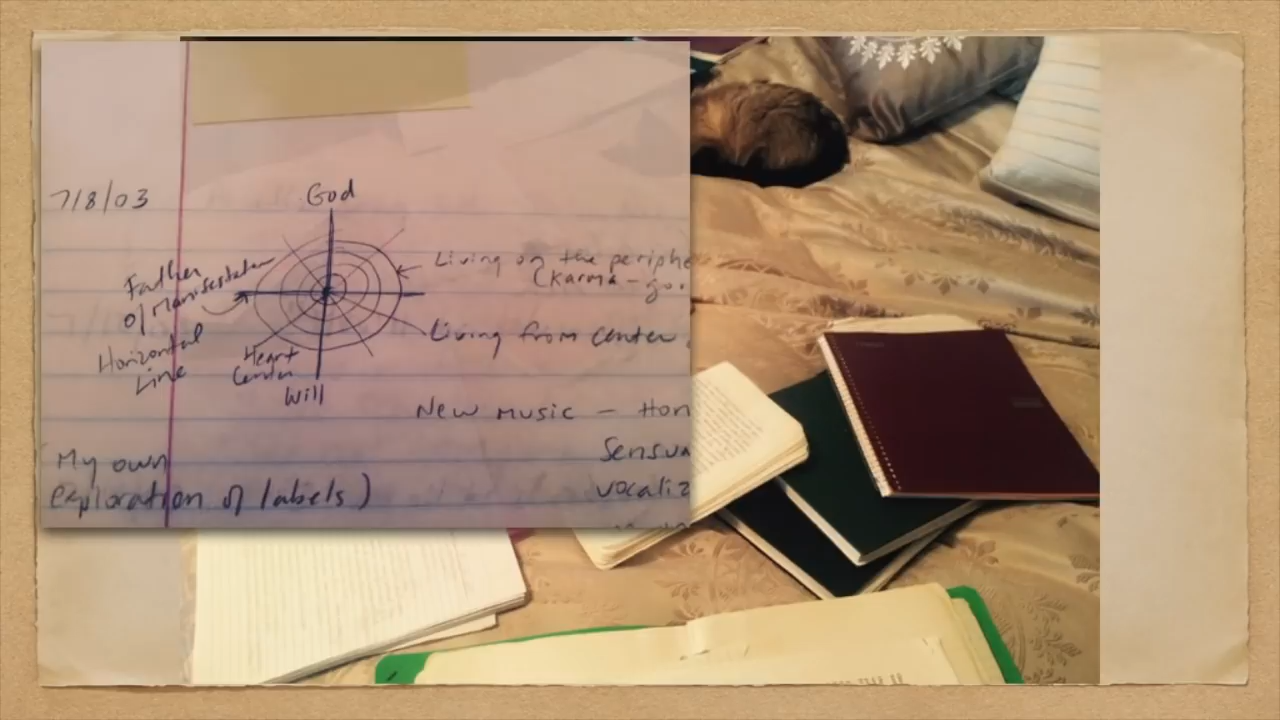 7/8/03
God
Living on the periphe
(Karma - go
Father
of Manifestation
Horizontal
Line
Living from center
Heart
Center
Will
New Music - Hon
Sensua
vocaliz
My own
exploration of labels)